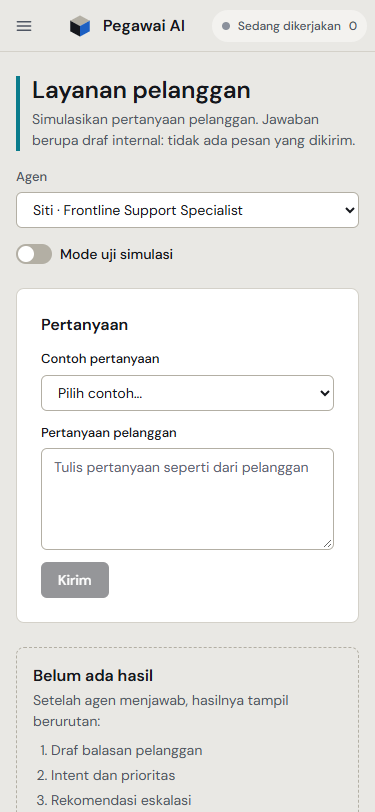 Pegawai AI
Sedang dikerjakan 0
Layanan pelanggan
Simulasikan pertanyaan pelanggan. Jawaban
berupa draf internal: tidak ada pesan yang dikirim.
Agen
Siti · Frontline Support Specialist
Mode uji simulasi
Pertanyaan
Contoh pertanyaan
Pilih contoh...
Pertanyaan pelanggan
Tulis pertanyaan seperti dari pelanggan
Kirim
Belum ada hasil
Setelah agen menjawab, hasilnya tampil
berurutan:
1. Draf balasan pelanggan
2. Intent dan prioritas
3. Rekomendasi eskalasi